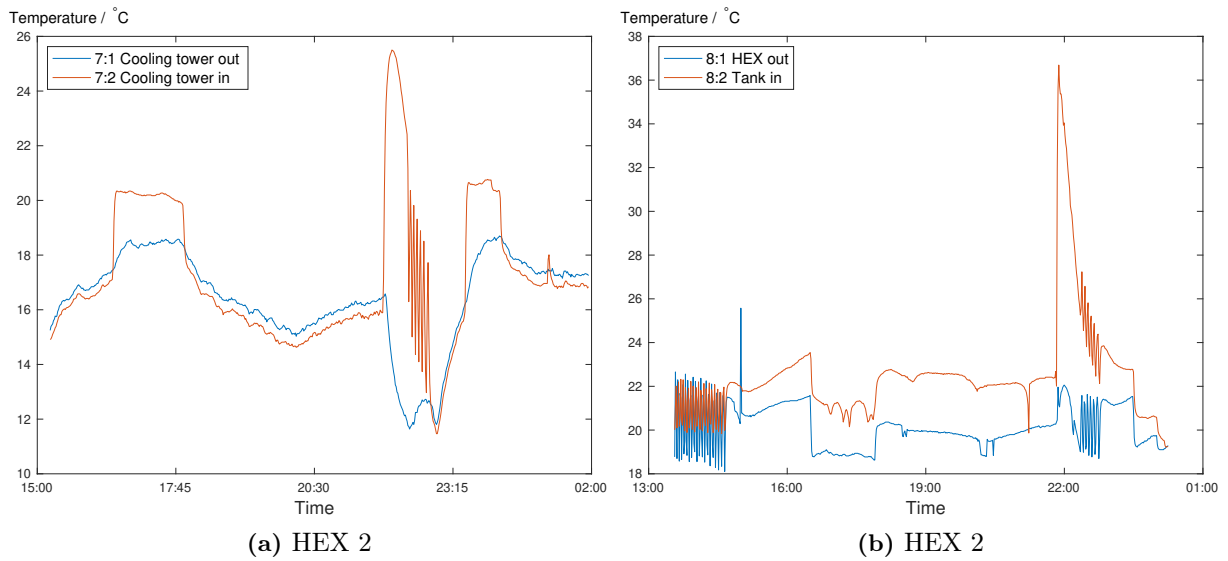 Temperature / °C
26
24
22
20
18
16
14
12
10
7:1 Cooling tower out
7:2 Cooling tower in
15:00 17:45 20:30 23:15 02:00
Time
(a) HEX 2
Temperature / °C
38
36
34
32
30
28
26
24
22
20
18
8:1 HEX out
8:2 Tank in
13:00 16:00 19:00 22:00 01:00
Time
(b) HEX 2